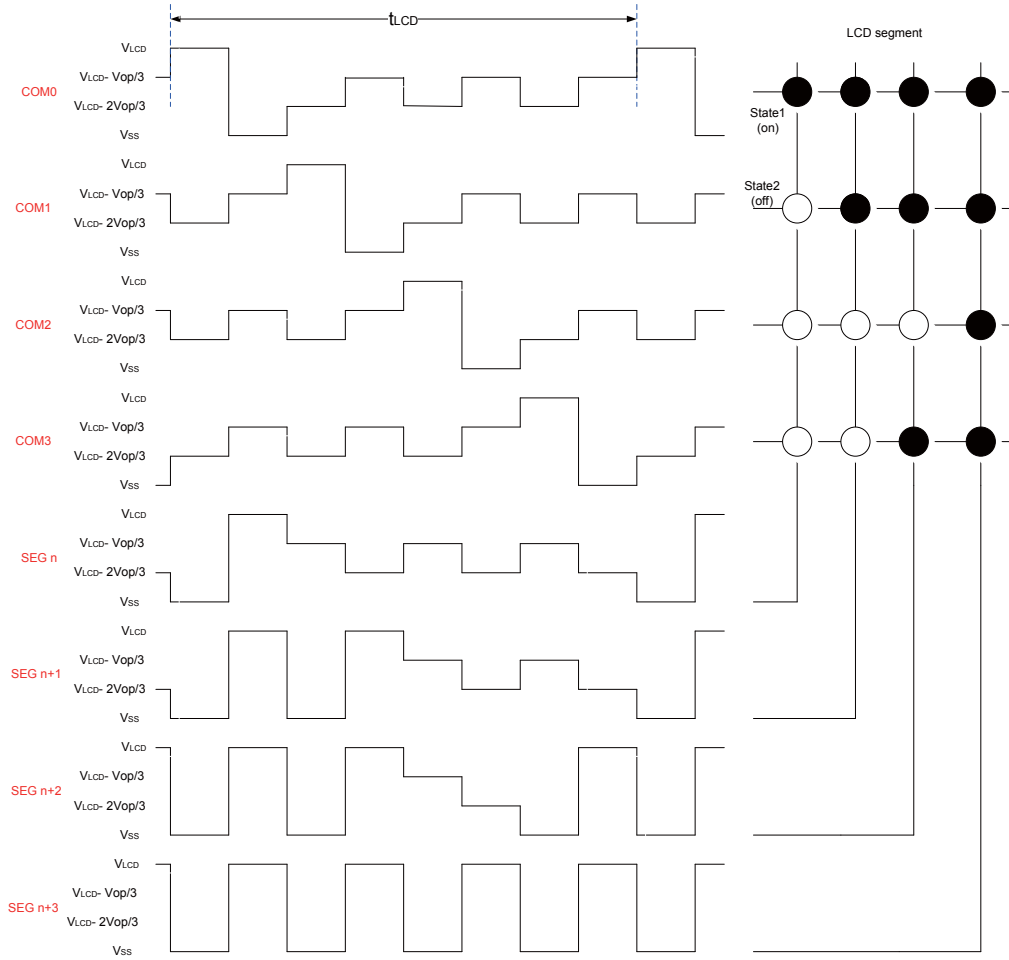 tLCD
LCD segment
COM0
VLCD
VLCD- Vop/3
VLCD- 2Vop/3
VSS
State1
(on)
COM1
VLCD
VLCD- Vop/3
VLCD- 2Vop/3
VSS
State2
(off)
COM2
VLCD
VLCD- Vop/3
VLCD- 2Vop/3
VSS
COM3
VLCD
VLCD- Vop/3
VLCD- 2Vop/3
VSS
SEG n
VLCD
VLCD- Vop/3
VLCD- 2Vop/3
VSS
SEG n+1
VLCD
VLCD- Vop/3
VLCD- 2Vop/3
VSS
SEG n+2
VLCD
VLCD- Vop/3
VLCD- 2Vop/3
VSS
SEG n+3
VLCD
VLCD- Vop/3
VLCD- 2Vop/3
VSS